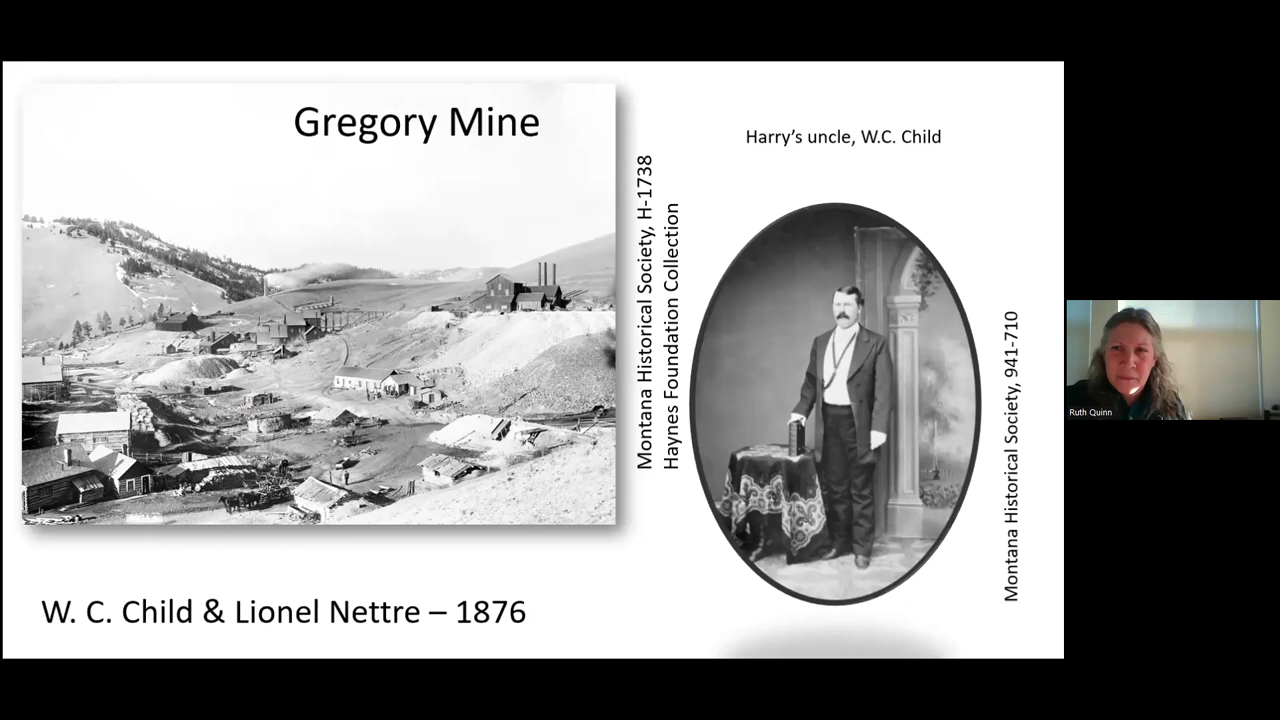 Gregory Mine
Montana Historical Society, H-1738
Haynes Foundation Collection
W. C. Child & Lionel Nettre – 1876
Harry’s uncle, W.C. Child
Montana Historical Society, 941-710
Ruth Quinn